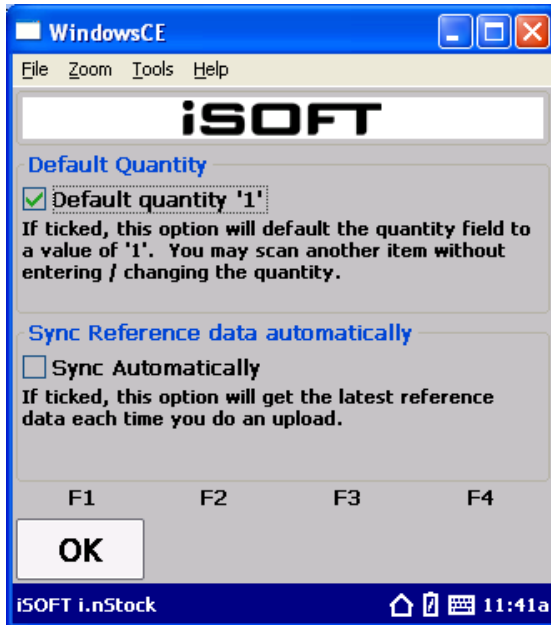 WindowsCE
File Zoom Tools Help
iSOFT
Default Quantity
Default quantity '1'
If ticked, this option will default the quantity field to
a value of '1'. You may scan another item without
entering / changing the quantity.
Sync Reference data automatically
Sync Automatically
If ticked, this option will get the latest reference
data each time you do an upload.
F1 F2 F3 F4
OK
iSOFT i.nStock 11:41a